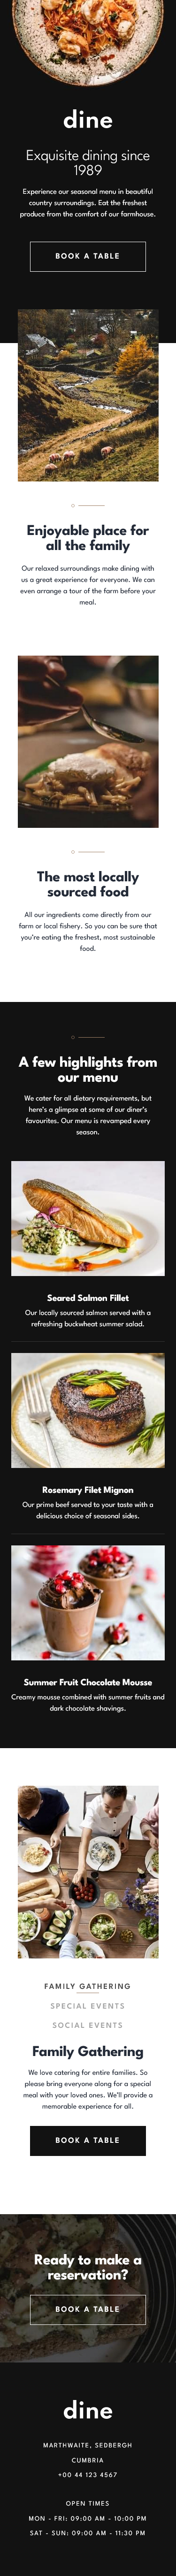 dine
Exquisite dining since
1989
Experience our seasonal menu in beautiful
country surroundings. Eat the freshest
produce from the comfort of our farmhouse.
BOOK A TABLE
Enjoyable place for
all the family
Our relaxed surroundings make dining with
us a great experience for everyone. We can
even arrange a tour of the farm before your
meal.
The most locally
sourced food
All our ingredients come directly from our
farm or local fishery. So you can be sure that
you’re eating the freshest, most sustainable
food.
A few highlights from
our menu
We cater for all dietary requirements, but
here’s a glimpse at some of our diner’s
favourites. Our menu is revamped every
season.
Seared Salmon Fillet
Our locally sourced salmon served with a
refreshing buckwheat summer salad.
Rosemary Filet Mignon
Our prime beef served to your taste with a
delicious choice of seasonal sides.
Summer Fruit Chocolate Mousse
Creamy mousse combined with summer fruits and
dark chocolate shavings.
FAMILY GATHERING
SPECIAL EVENTS
SOCIAL EVENTS
Family Gathering
We love catering for entire families. So
please bring everyone along for a special
meal with your loved ones. We’ll provide a
memorable experience for all.
BOOK A TABLE
Ready to make a
reservation?
BOOK A TABLE
dine
MARTHWAITE, SEDBERGH
CUMBRIA
+00 44 123 4567
OPEN TIMES
MON - FRI: 09:00 AM - 10:00 PM
SAT - SUN: 09:00 AM - 11:30 PM